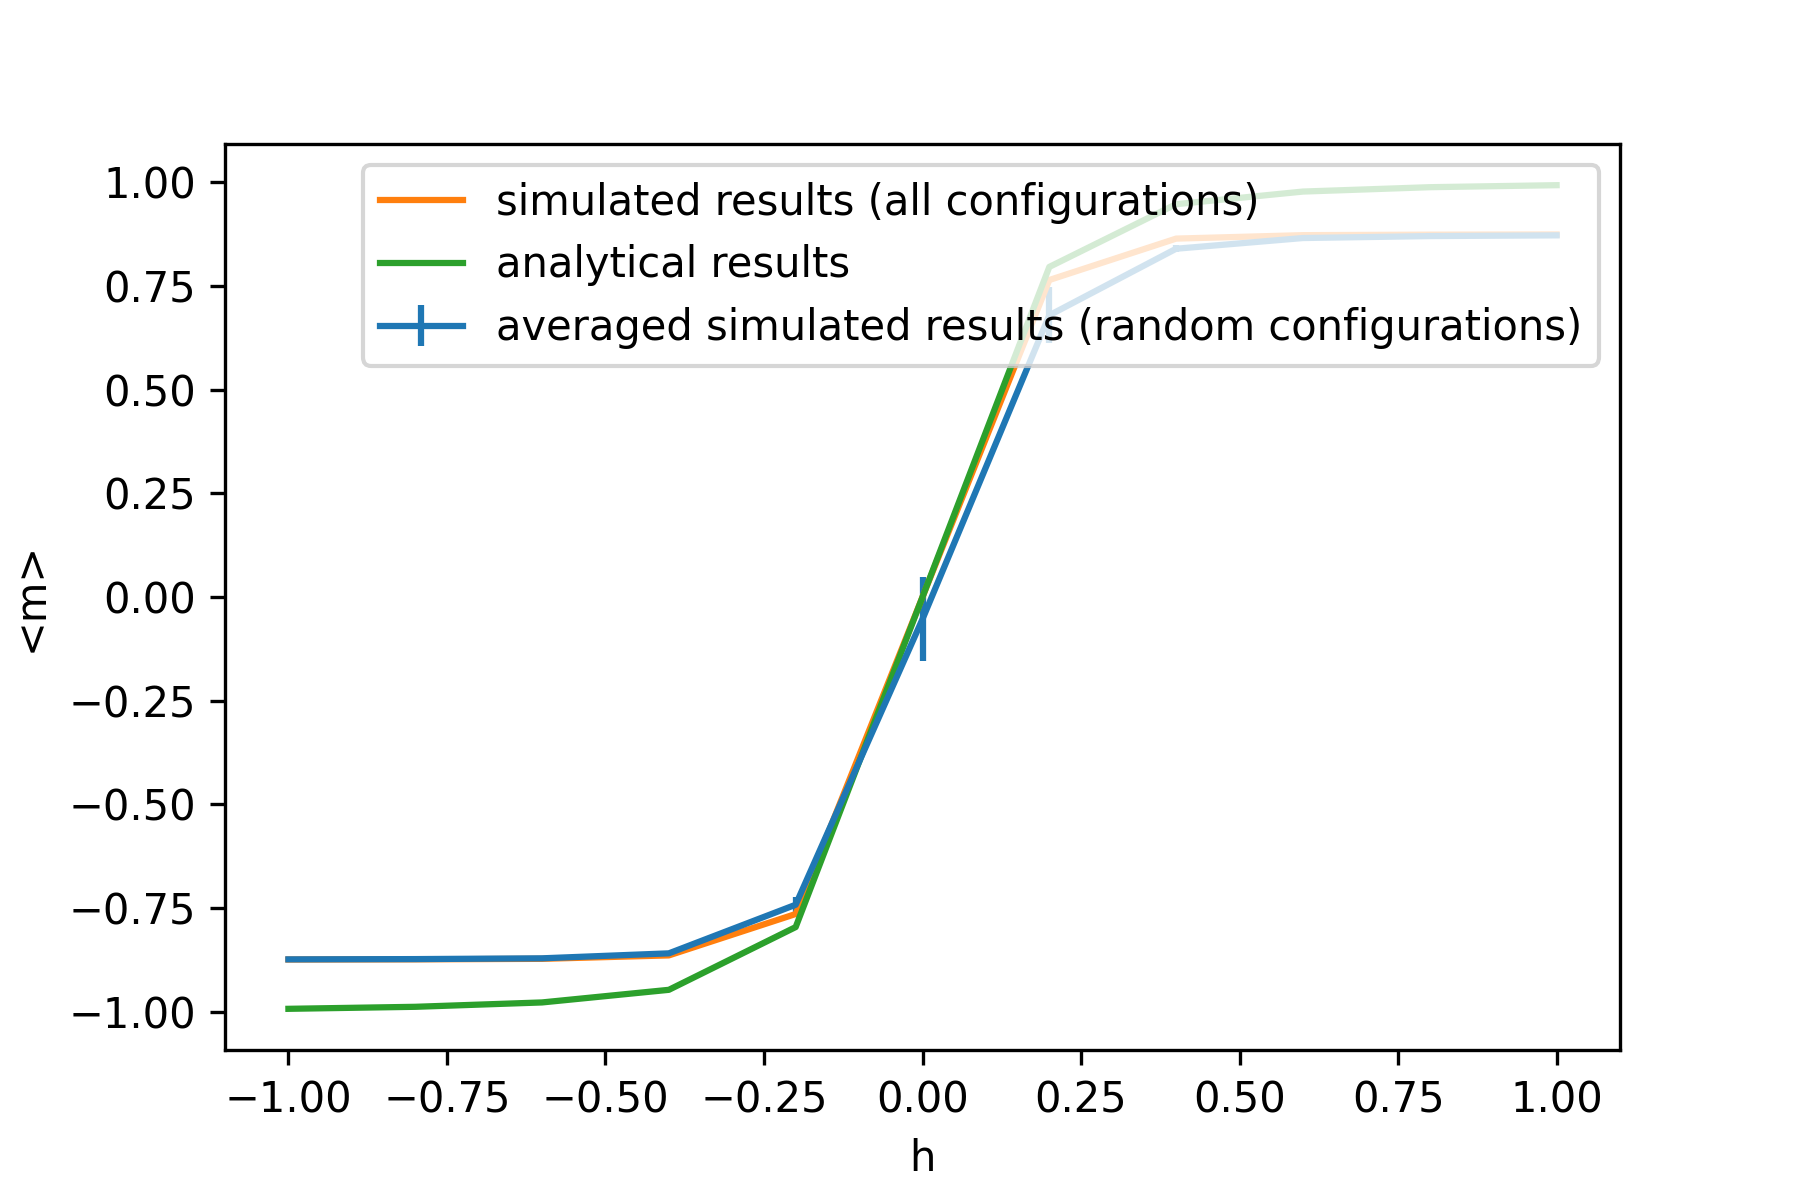 simulated results (all configurations)
analytical results
averaged simulated results (random configurations)
1.00
0.75
0.50
0.25
0.00
−0.25
−0.50
−0.75
−1.00
<m>
−1.00 −0.75 −0.50 −0.25 0.00 0.25 0.50 0.75 1.00
h